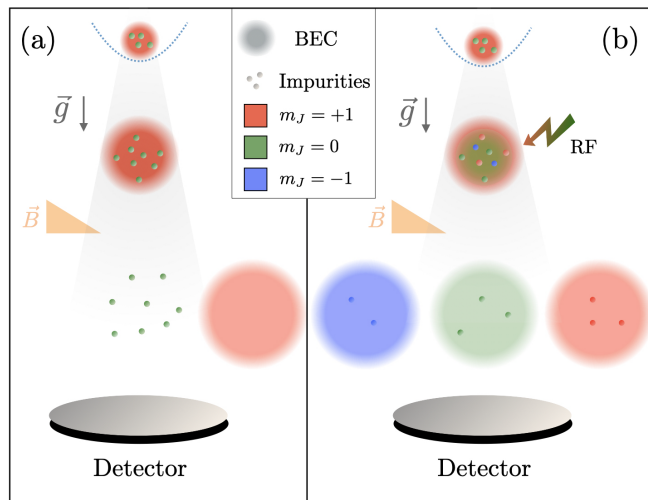 (a)
g⃗
B⃗
Detector
BEC
Impurities
m_J = +1
m_J = 0
m_J = −1
(b)
g⃗
RF
B⃗
Detector